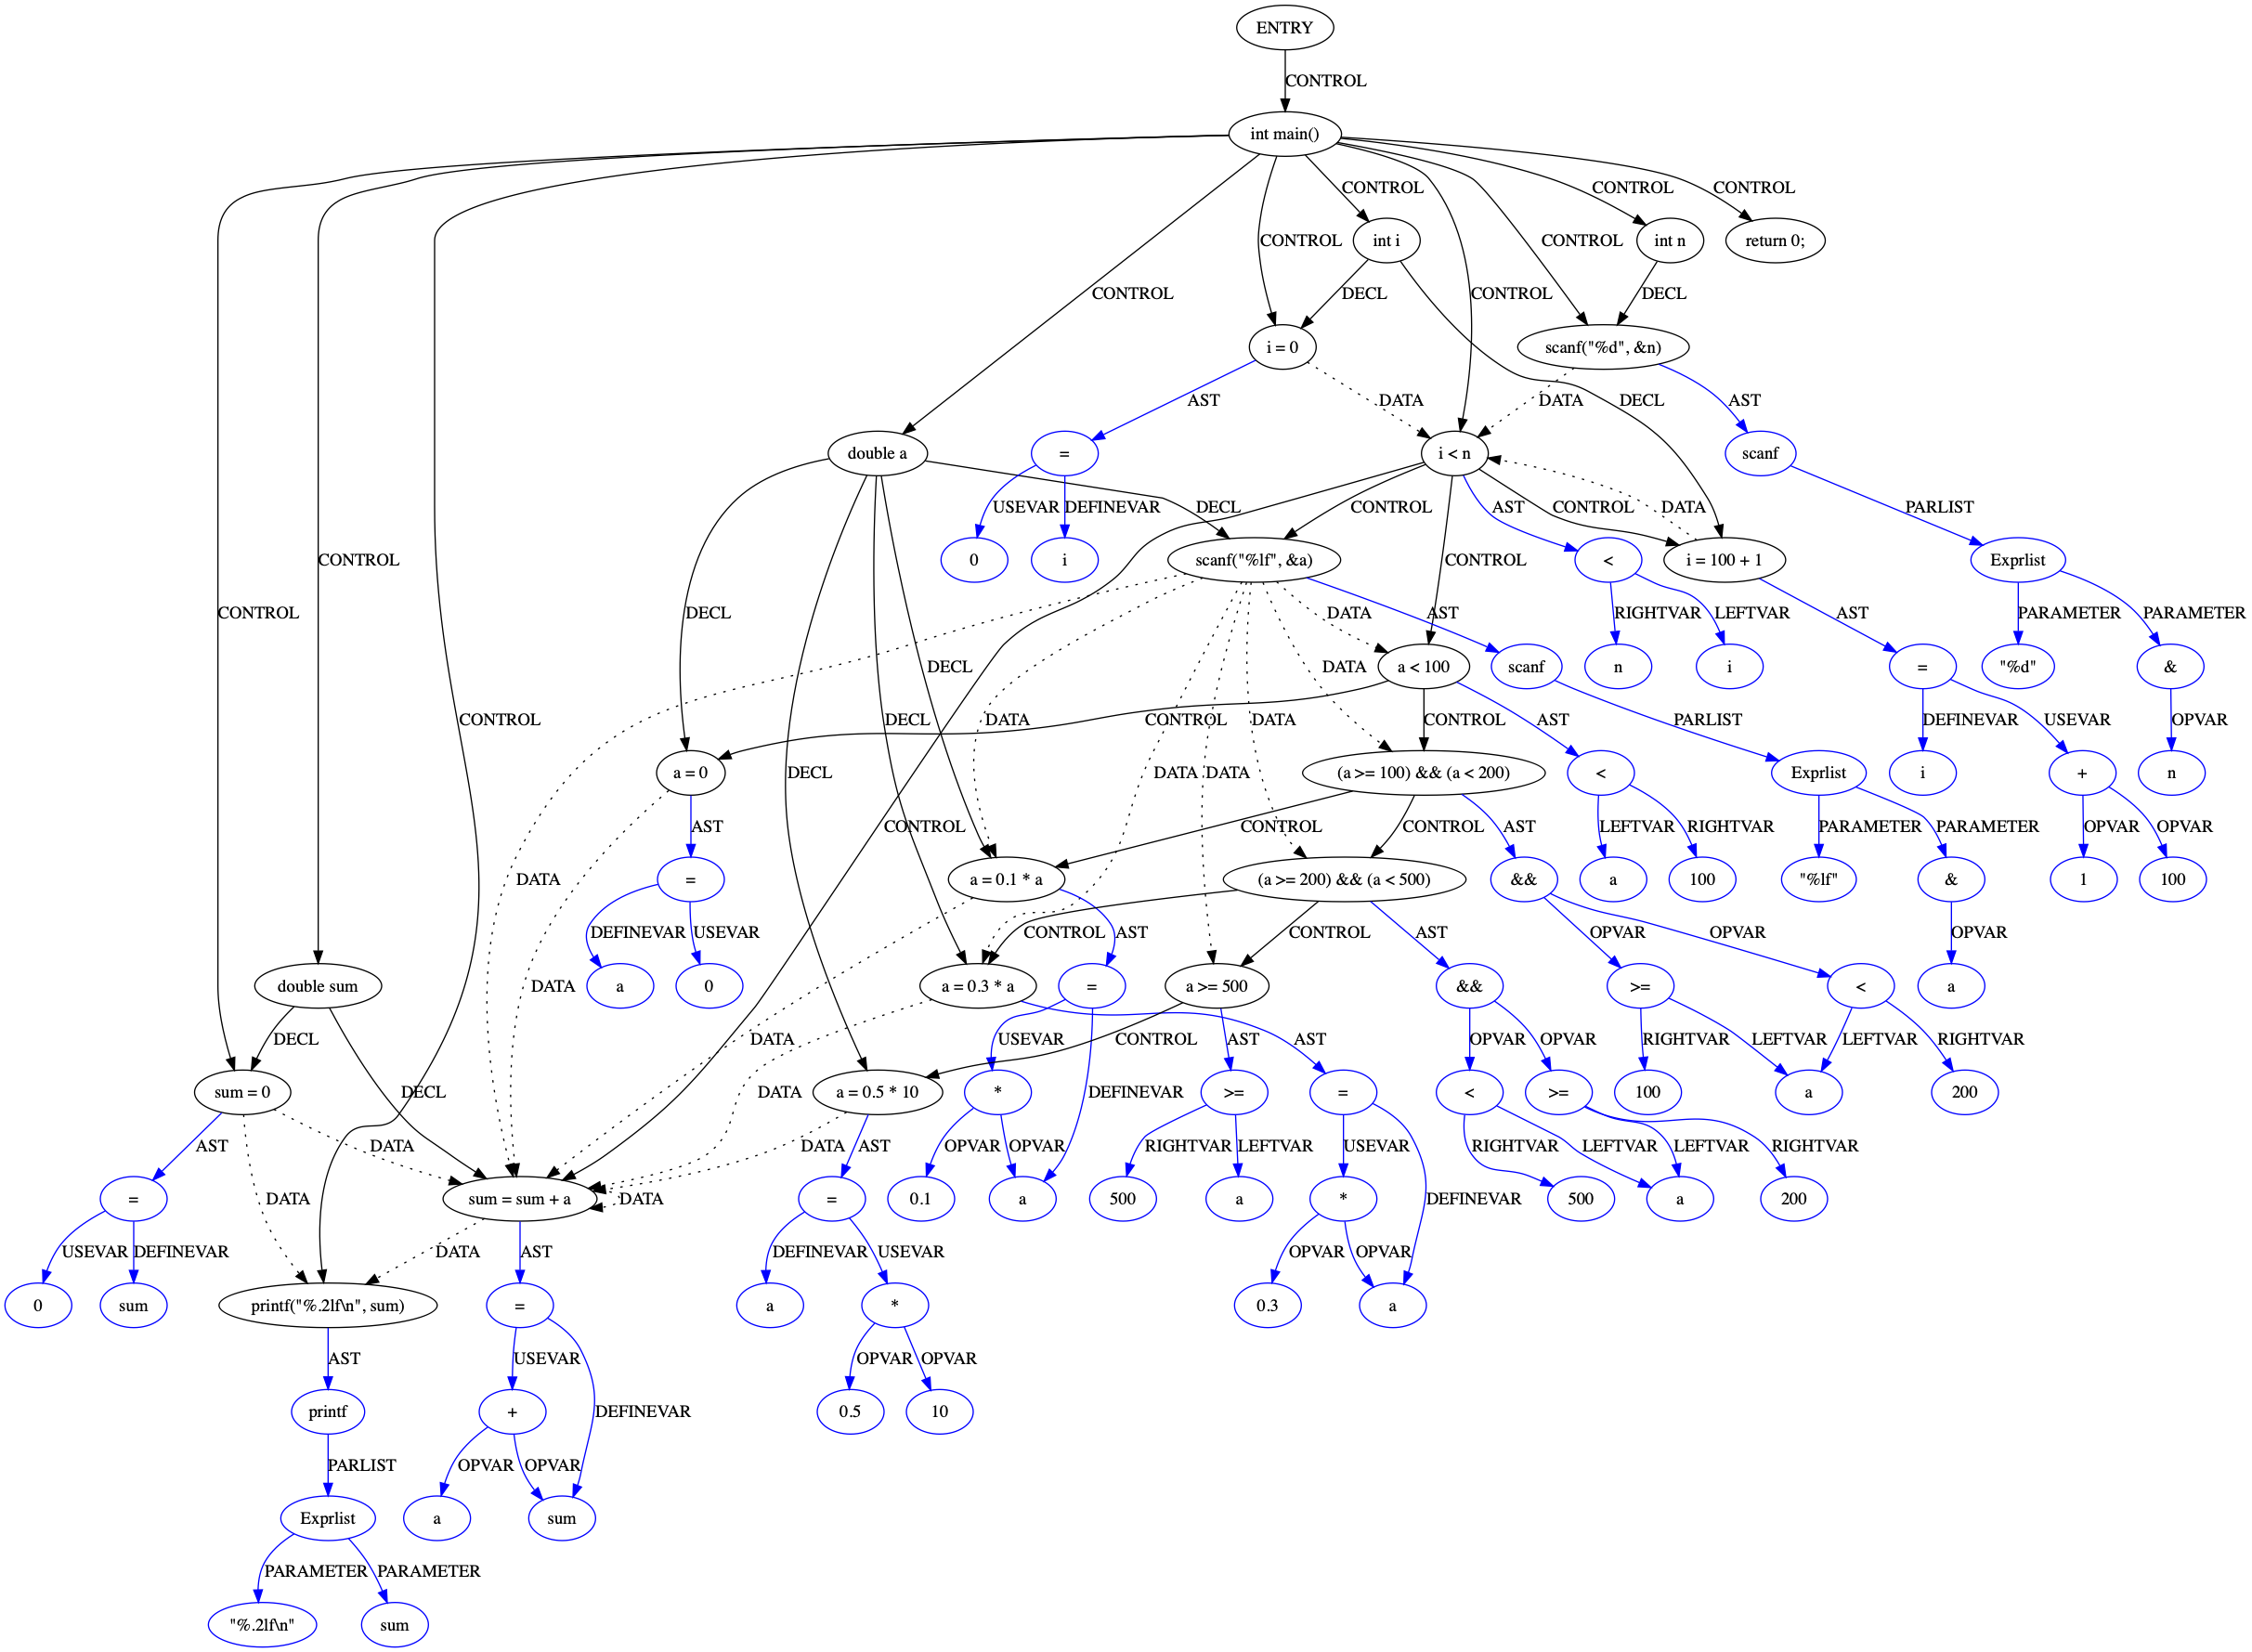 ENTRY
CONTROL
int main()
CONTROL
CONTROL
CONTROL
int i
int n
return 0;
CONTROL
CONTROL
CONTROL
DECL
CONTROL
DECL
i = 0
scanf("%d", &n)
AST
DATA
DATA
DECL
AST
double a
=
i < n
scanf
CONTROL
CONTROL
USEVAR
DEFINEVAR
DECL
CONTROL
AST
CONTROL
DATA
PARLIST
0
i
scanf("%lf", &a)
CONTROL
<
i = 100 + 1
Exprlist
DECL
DATA
AST
RIGHTVAR
LEFTVAR
AST
PARAMETER
PARAMETER
DECL
DATA
a < 100
scanf
n
i
=
"%d"
&
CONTROL
DECL
DATA
DATA
CONTROL
CONTROL
AST
PARLIST
DEFINEVAR
USEVAR
OPVAR
DECL
a = 0
DATA
DATA
(a >= 100) && (a < 200)
<
Exprlist
i
+
n
AST
CONTROL
CONTROL
CONTROL
AST
LEFTVAR
RIGHTVAR
PARAMETER
PARAMETER
OPVAR
OPVAR
DATA
=
a = 0.1 * a
(a >= 200) && (a < 500)
&&
a
100
"%lf"
&
1
100
DEFINEVAR
USEVAR
CONTROL
AST
CONTROL
AST
OPVAR
OPVAR
OPVAR
double sum
DATA
a
0
a = 0.3 * a
=
a >= 500
&&
>=
<
a
DECL
DATA
USEVAR
CONTROL
AST
AST
OPVAR
OPVAR
RIGHTVAR
LEFTVAR
LEFTVAR
RIGHTVAR
sum = 0
DECL
DATA
a = 0.5 * 10
*
DEFINEVAR
>=
=
<
>=
100
a
200
AST
DATA
DATA
AST
OPVAR
OPVAR
RIGHTVAR
LEFTVAR
USEVAR
RIGHTVAR
LEFTVAR
LEFTVAR
RIGHTVAR
=
DATA
sum = sum + a
DATA
=
0.1
a
500
a
*
DEFINEVAR
500
a
200
USEVAR
DEFINEVAR
DATA
AST
DEFINEVAR
USEVAR
OPVAR
OPVAR
0
sum
printf("%.2lf\n", sum)
=
a
*
0.3
a
AST
USEVAR
OPVAR
OPVAR
printf
+
DEFINEVAR
0.5
10
PARLIST
OPVAR
OPVAR
Exprlist
a
sum
PARAMETER
PARAMETER
"%.2lf\n"
sum